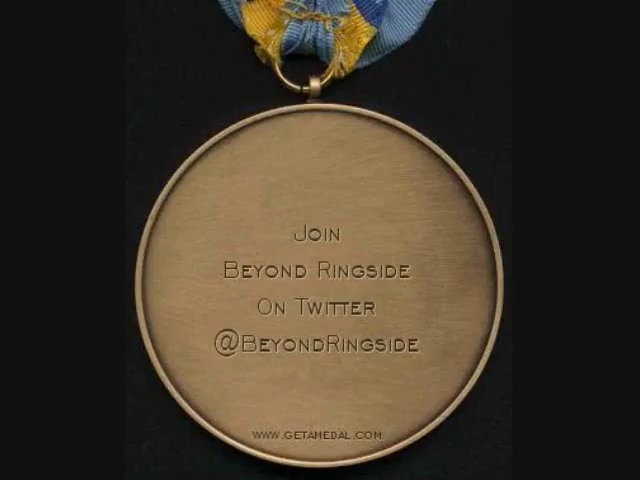 Join
Beyond Ringside
On Twitter
@BeyondRingside
www.getamedal.com